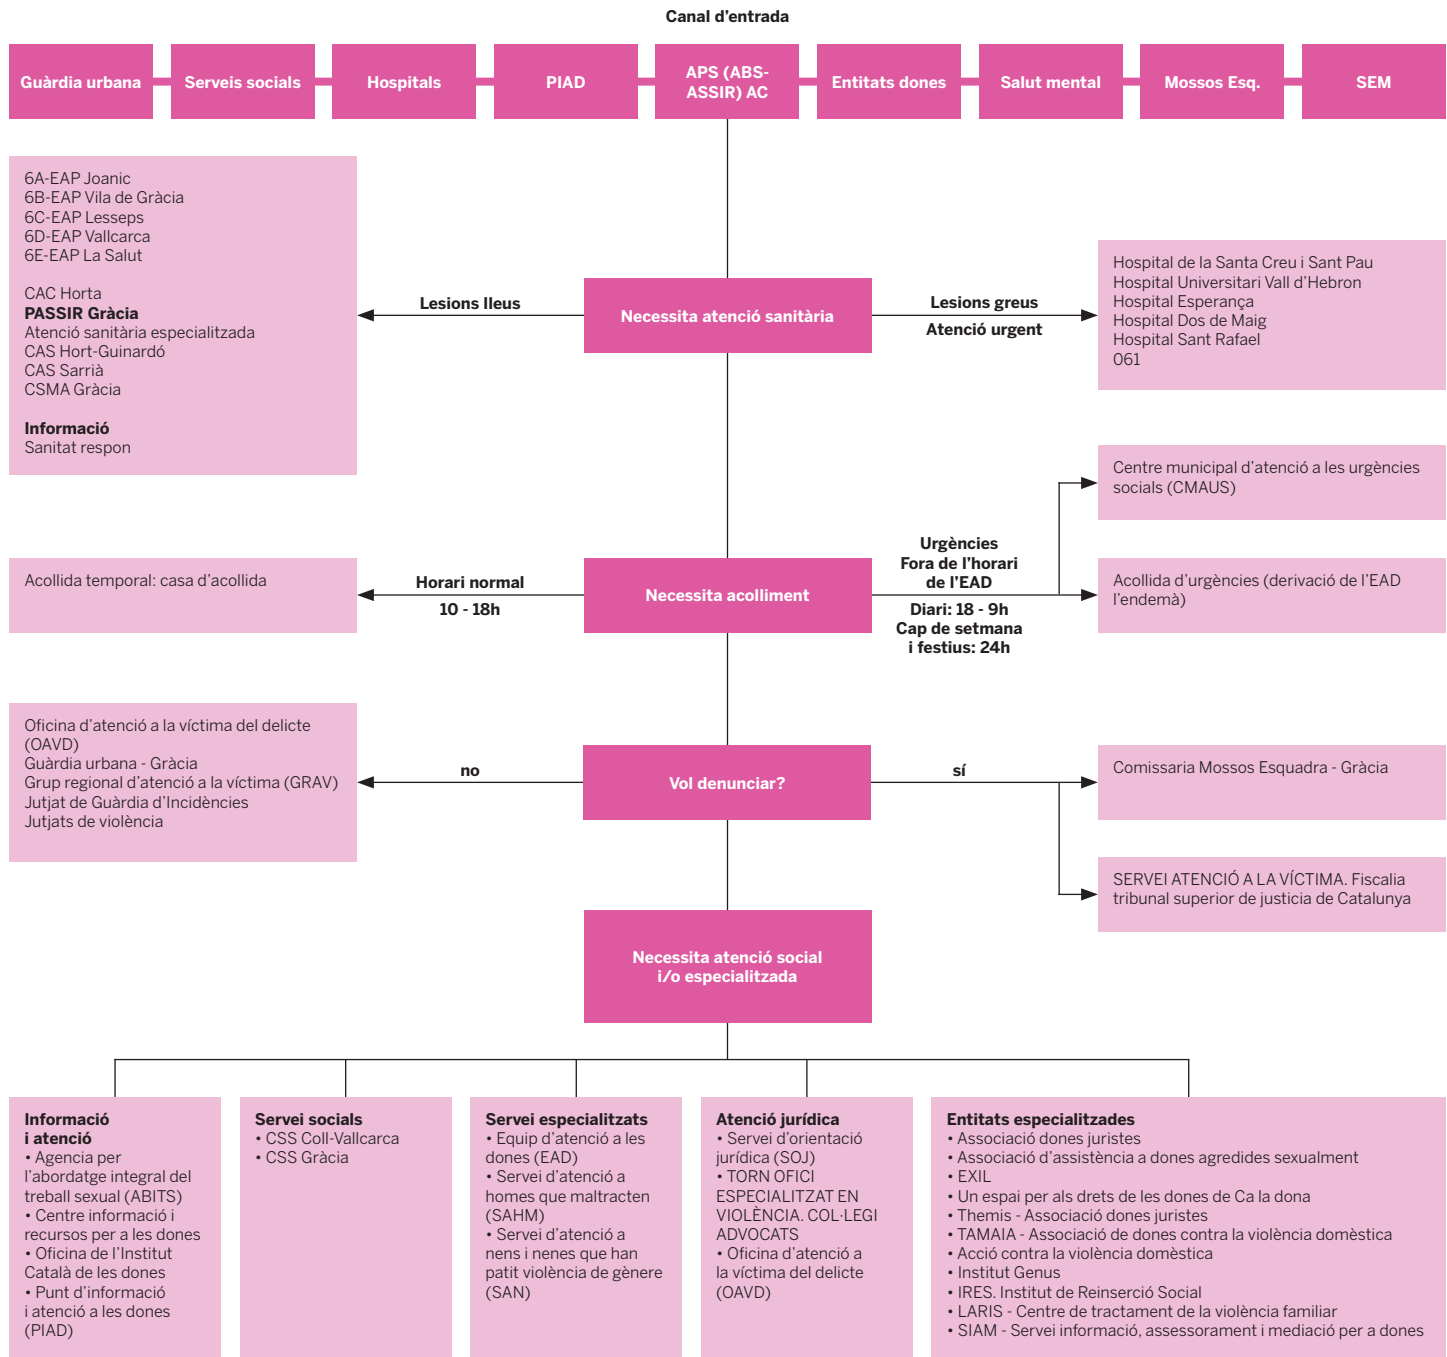 Canal d’entrada
Guàrdia urbana
Serveis socials
Hospitals
PIAD
APS (ABS-
ASSIR) AC
Entitats dones
Salut mental
Mossos Esq.
SEM
6A-EAP Joanic
6B-EAP Vila de Gràcia
6C-EAP Lesseps
6D-EAP Vallcarca
6E-EAP La Salut
CAC Horta
PASSIR Gràcia
Atenció sanitària especialitzada
CAS Hort-Guinardó
CAS Sarrià
CSMA Gràcia
Informació
Sanitat respon
Lesions lleus
Necessita atenció sanitària
Lesions greus
Atenció urgent
Hospital de la Santa Creu i Sant Pau
Hospital Universitari Vall d’Hebron
Hospital Esperança
Hospital Dos de Maig
Hospital Sant Rafael
061
Centre municipal d’atenció a les urgències
socials (CMAUS)
Acollida temporal: casa d’acollida
Horari normal
10 - 18h
Necessita acolliment
Urgències
Fora de l’horari
de l’EAD
Diari: 18 - 9h
Cap de setmana
i festius: 24h
Acollida d’urgències (derivació de l’EAD
l’endemà)
Oficina d’atenció a la víctima del delicte
(OAVD)
Guàrdia urbana - Gràcia
Grup regional d’atenció a la víctima (GRAV)
Jutjat de Guàrdia d’Incidències
Jutjats de violència
no
Vol denunciar?
sí
Comissaria Mossos Esquadra - Gràcia
SERVEI ATENCIÓ A LA VÍCTIMA. Fiscalia
tribunal superior de justicia de Catalunya
Necessita atenció social
i/o especialitzada
Informació
i atenció
• Agencia per
l’abordatge integral del
treball sexual (ABITS)
• Centre informació i
recursos per a les dones
• Oficina de l’Institut
Català de les dones
• Punt d’informació
i atenció a les dones
(PIAD)
Servei socials
• CSS Coll-Vallcarca
• CSS Gràcia
Servei especialitzats
• Equip d’atenció a les
dones (EAD)
• Servei d’atenció a
homes que maltracten
(SAHM)
• Servei d’atenció a
nens i nenes que han
patit violència de gènere
(SAN)
Atenció jurídica
• Servei d’orientació
jurídica (SOJ)
• TORN OFICI
ESPECIALITZAT EN
VIOLÈNCIA. COL·LEGI
ADVOCATS
• Oficina d’atenció a
la víctima del delicte
(OAVD)
Entitats especialitzades
• Associació dones juristes
• Associació d’assistència a dones agredides sexualment
• EXIL
• Un espai per als drets de les dones de Ca la dona
• Themis - Associació dones juristes
• TAMAIA - Associació de dones contra la violència domèstica
• Acció contra la violència domèstica
• Institut Genus
• IRES. Institut de Reinserció Social
• LARIS - Centre de tractament de la violència familiar
• SIAM - Servei informació, assessorament i mediació per a dones